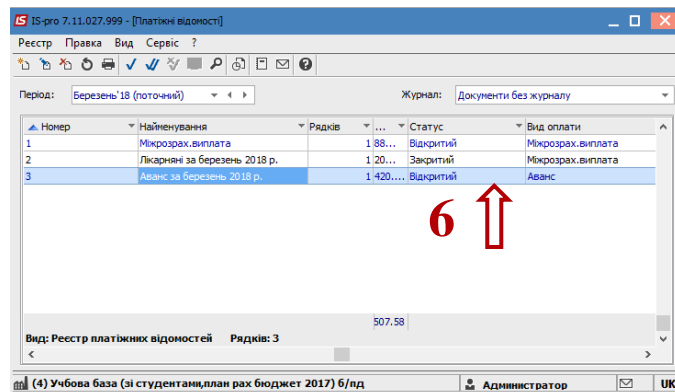 IS-pro 7.11.027.999 - [Платіжні відомості]
Реєстр Правка Вид Сервіс ?
Період: Березень'18 (поточний) Журнал: Документи без журналу
Номер Найменування Рядків ... Статус Вид оплати
1 Міжрозрах.виплата 1 88... Відкритий Міжрозрах.виплата
2 Лікарняні за березень 2018 р. 1 20... Закритий Міжрозрах.виплата
3 Аванс за березень 2018 р. 1 420.... Відкритий Аванс
6
507.58
Вид: Реєстр платіжних відомостей Рядків: 3
(4) Учбова база (зі студентами,план рах бюджет 2017) б/пд Администратор UK